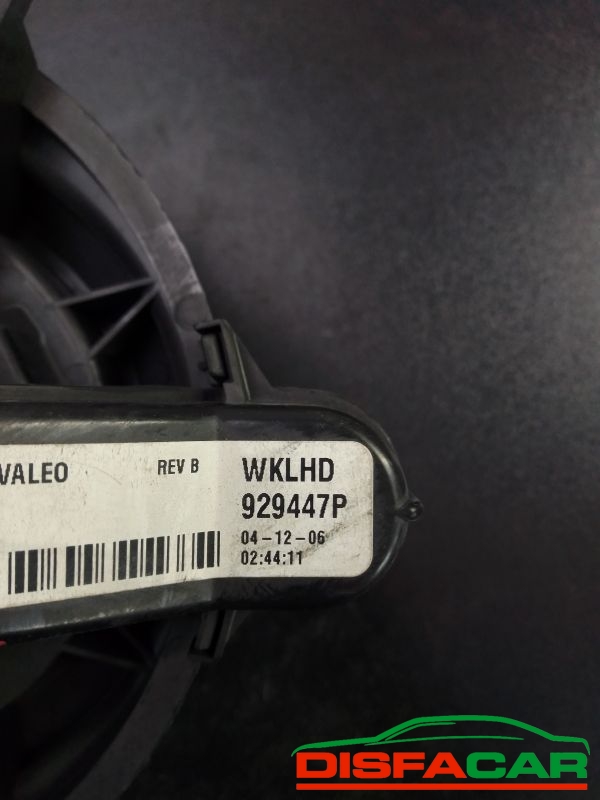 VALEO REV B WKLHD
929447P
04-12-06
02:44:11
DISFACAR